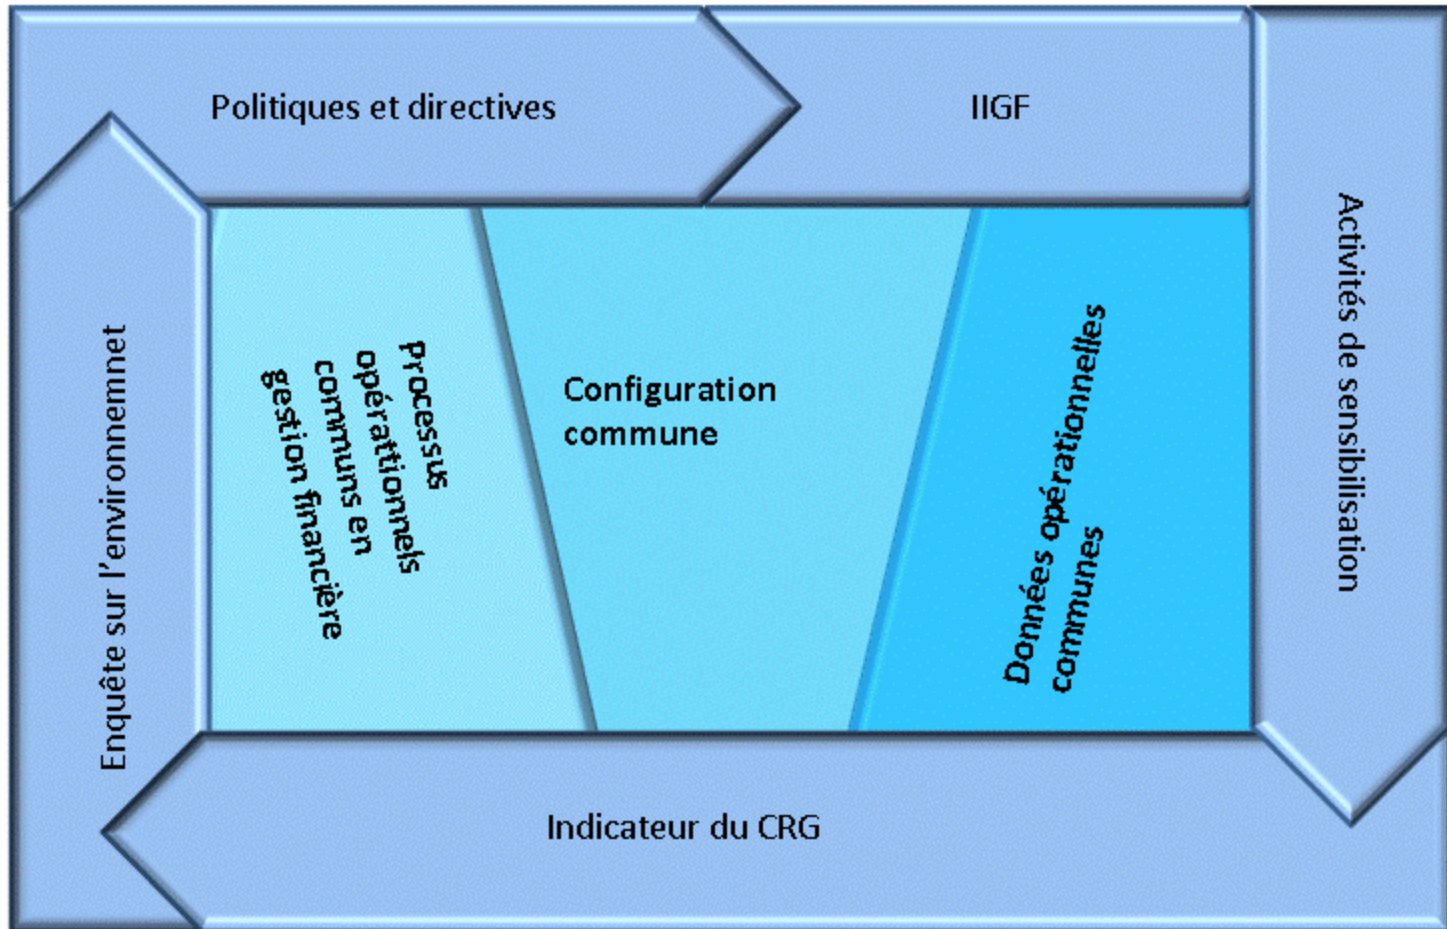 Politiques et directives
IIGF
Activités de sensibilisation
Indicateur du CRG
Enquête sur l'environnemnet
Processus
opérattionnels
communs en
gestion financière
Configuration
commune
Données opérationnelles
communes